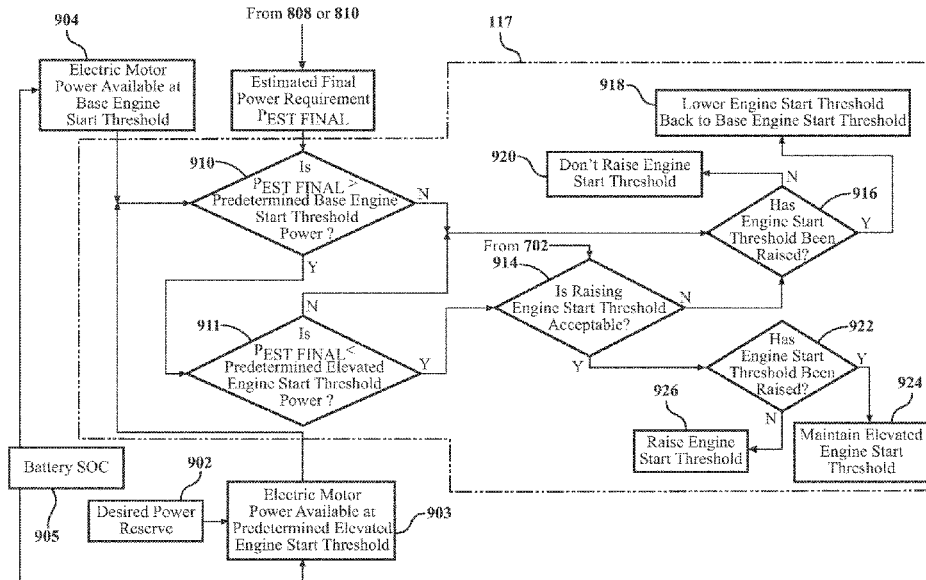 904
From 808 or 810
117
Electric Motor
Power Available at
Base Engine
Start Threshold
Estimated Final
Power Requirement
PEST FINAL
918
Lower Engine Start Threshold
Back to Base Engine Start Threshold
910
Is
PEST FINAL >
Predetermined Base Engine
Start Threshold
Power ?
N
Y
920
Don't Raise Engine
Start Threshold
N
916
Has
Engine Start
Threshold Been
Raised?
Y
From 702
914
Is Raising
Engine Start Threshold
Acceptable?
N
Y
911
N
Is
PEST FINAL <
Predetermined Elevated
Engine Start Threshold
Power ?
Y
922
Has
Engine Start
Threshold Been
Raised?
Y
N
926
Raise Engine
Start Threshold
924
Maintain Elevated
Engine Start
Threshold
Battery SOC
905
902
Desired Power
Reserve
Electric Motor
Power Available at
Predetermined Elevated
Engine Start Threshold
903